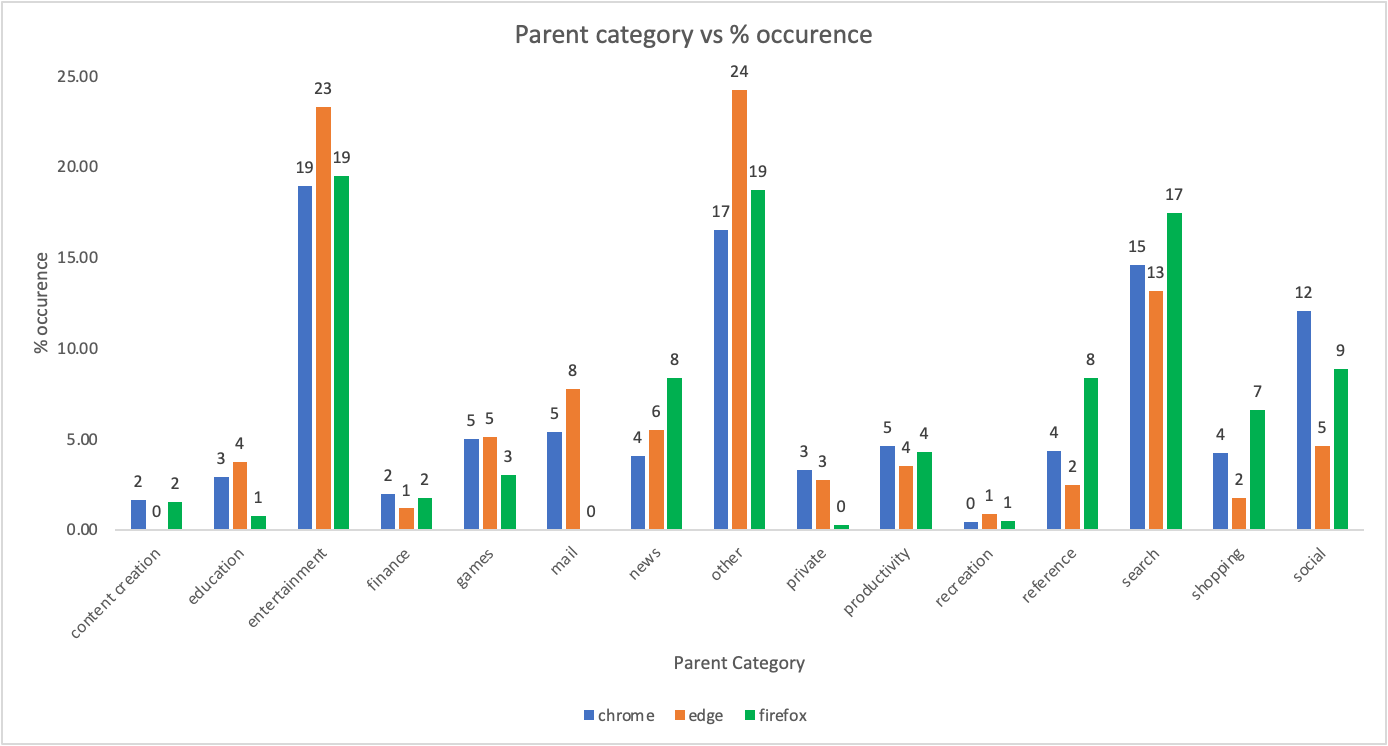 Parent category vs % occurence
25.00
20.00
15.00
10.00
5.00
0.00
% occurence
2 0 2
3 4 1
19 23 19
2 1 2
5 5 3
5 8 0
4 6 8
17 24 19
3 3 0
5 4 4
0 1 1
4 2 8
15 13 17
4 2 7
12 5 9
content creation
education
entertainment
finance
games
mail
news
other
private
productivity
recreation
reference
search
shopping
social
Parent Category
chrome edge firefox